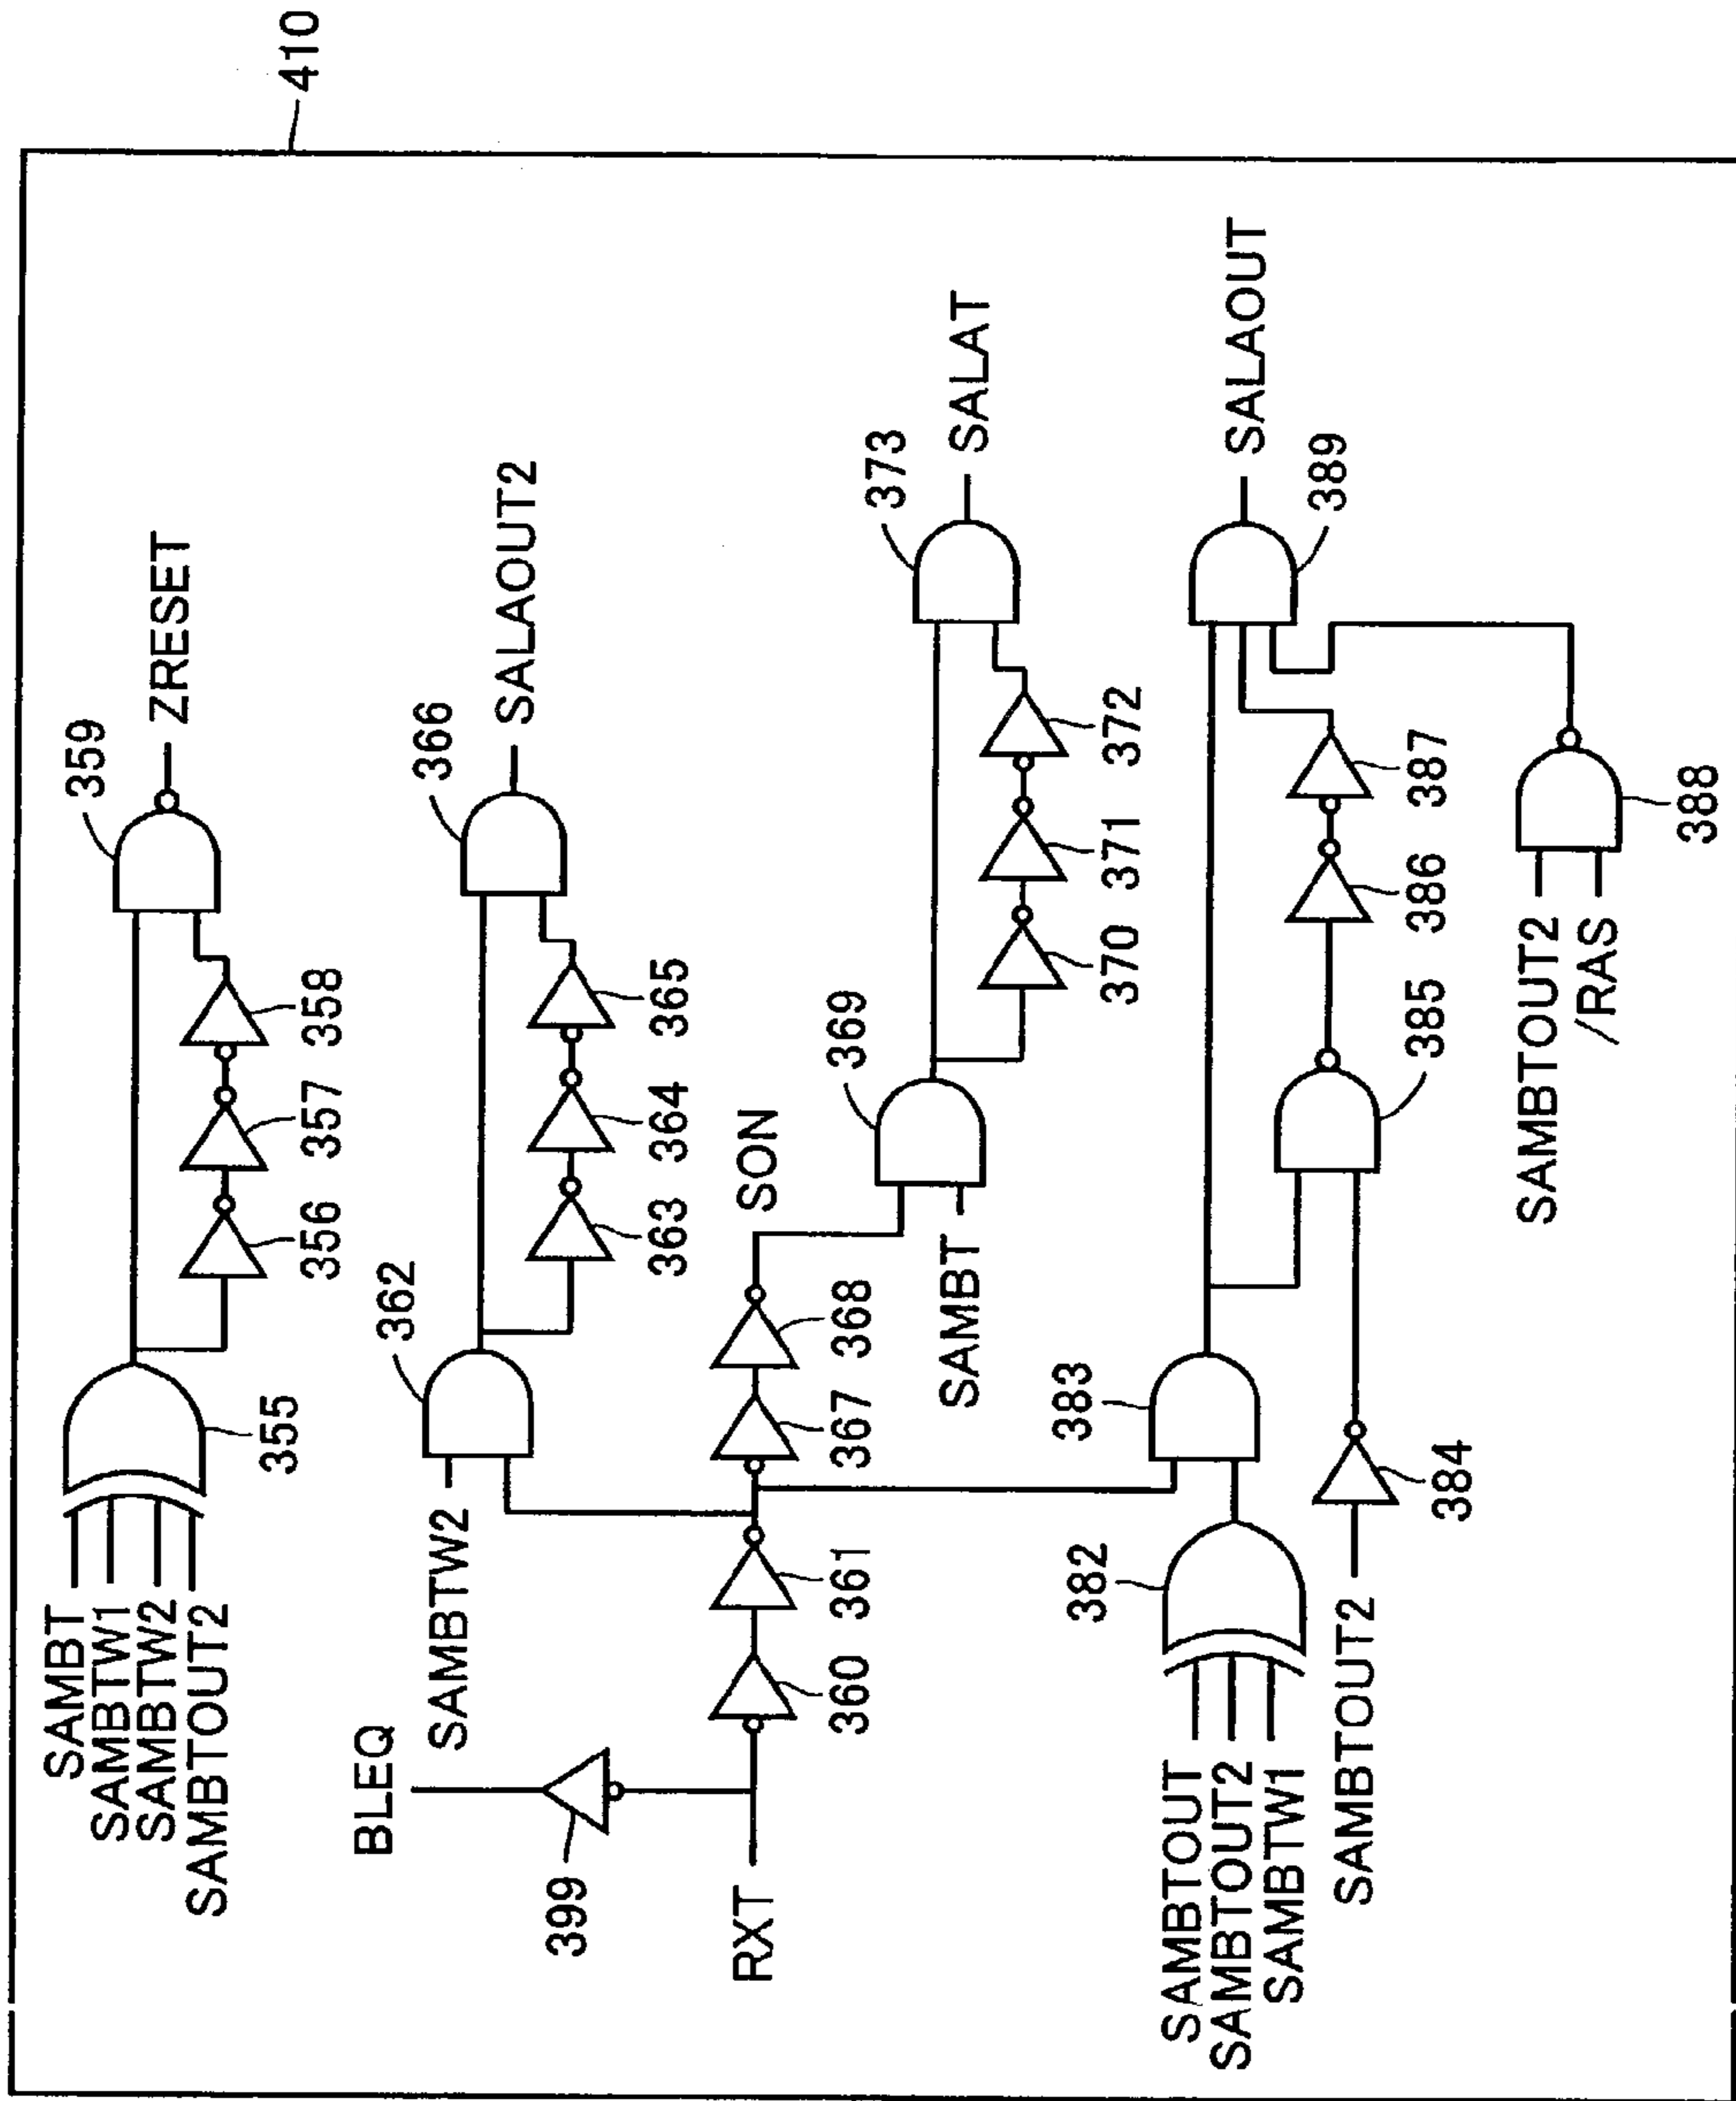 410
SAMBT
SAMBTW1
SAMBTW2
SAMBTOUT2
355
356
357
358
359
ZRESET
BLEQ
399
RXT
SAMBTW2
360
361
362
363
364
365
366
SALAOUT2
367
368
SON
SAMBT
369
370
371
372
373
SALAT
SAMBTOUT
SAMBTOUT2
SAMBTW1
SAMBTOUT2
382
383
384
385
386
387
SAMBTOUT2
/RAS
388
389
SALAOUT